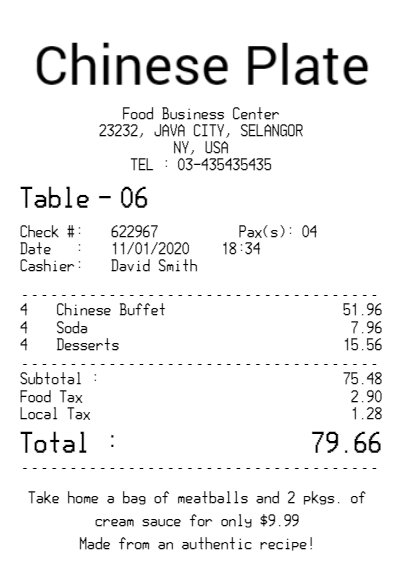 Chinese Plate
Food Business Center
23232, JAVA CITY, SELANGOR
NY, USA
TEL : 03-435435435
Table - 06
Check #: 622967 Pax(s): 04
Date : 11/01/2020 18:34
Cashier: David Smith
4 Chinese Buffet 51.96
4 Soda 7.96
4 Desserts 15.56
Subtotal : 75.48
Food Tax 2.90
Local Tax 1.28
Total : 79.66
Take home a bag of meatballs and 2 pkgs. of
cream sauce for only $9.99
Made from an authentic recipe!